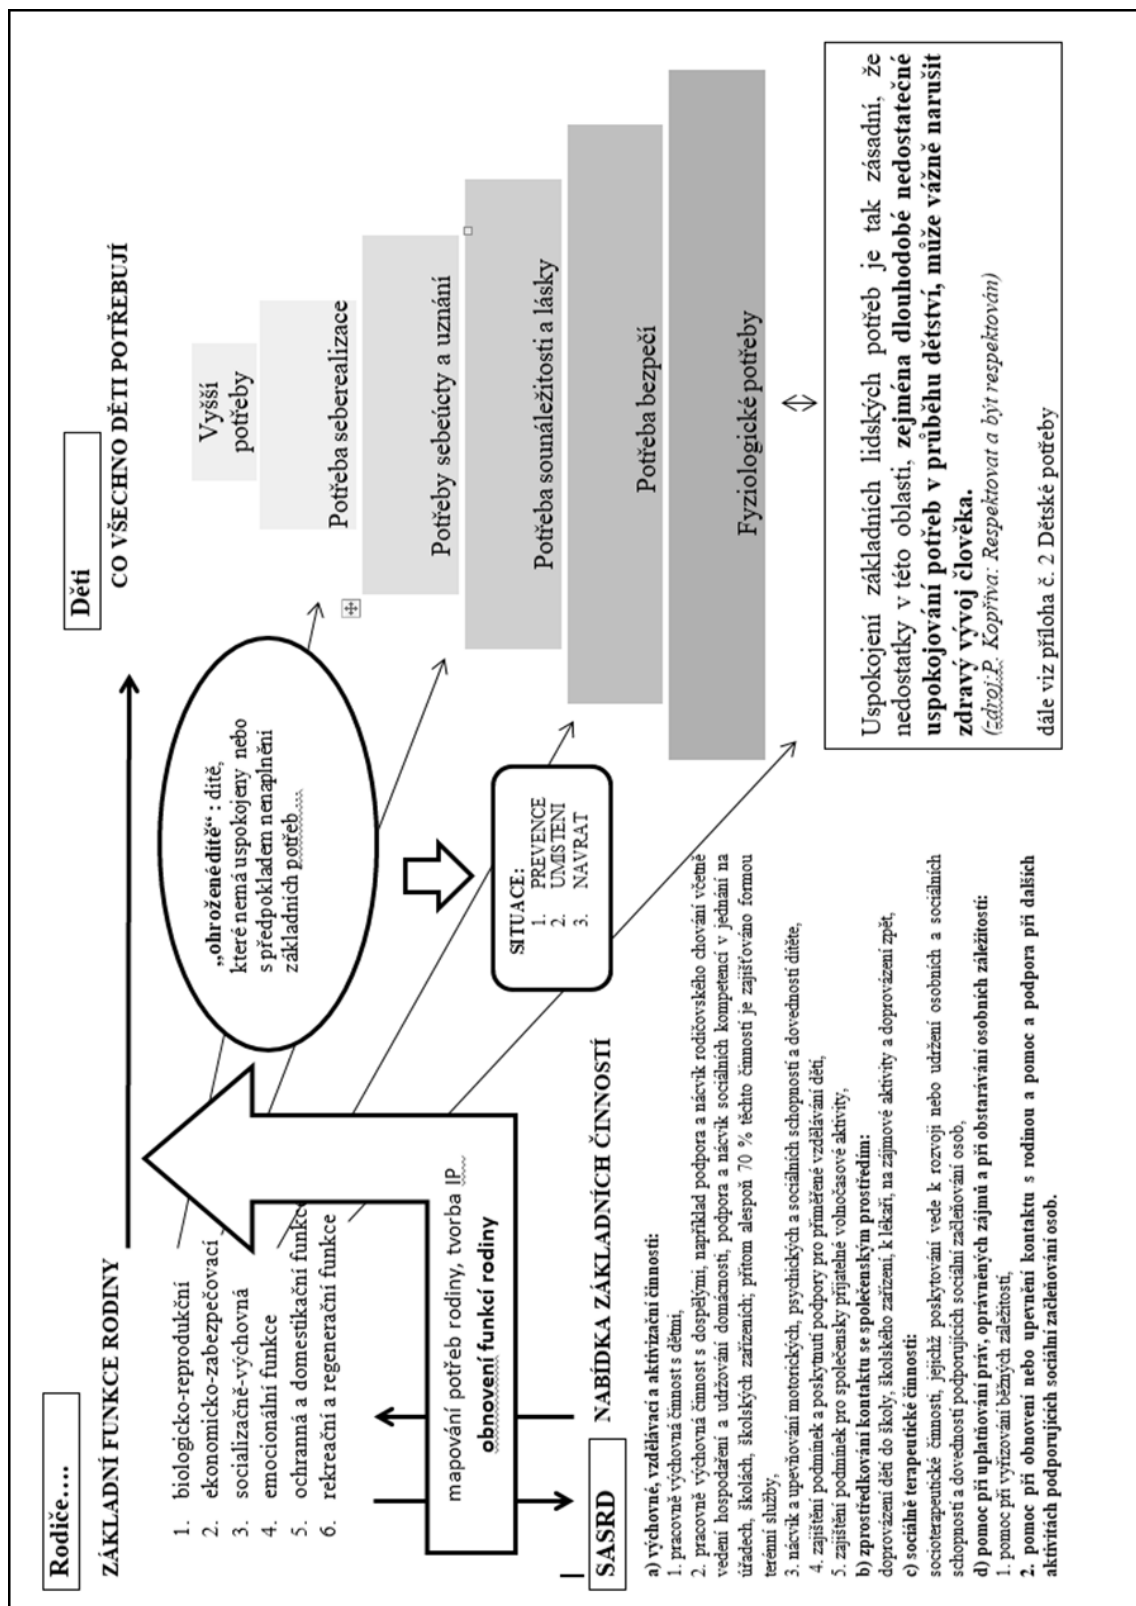 Rodiče....
ZÁKLADNÍ FUNKCE RODINY
1. biologicko-reprodukční
2. ekonomicko-zabezpečovací
3. socializačně-výchovná
4. emocionální funkce
5. ochranná a domestikační funkce
6. rekreační a regenerační funkce
mapování potřeb rodiny, tvorba IP
obnovení funkcí rodiny
Děti
CO VŠECHNO DĚTI POTŘEBUJÍ
„ohrožené dítě“ : dítě,
které nemá uspokojeny nebo
s předpokladem nenaplnění
základních potřeb...
SITUACE:
1. PREVENCE
2. UMÍSTĚNÍ
3. NÁVRAT
Vyšší
potřeby
Potřeba seberealizace
Potřeby sebeúcty a uznání
Potřeba sounáležitosti a lásky
Potřeba bezpečí
Fyziologické potřeby
SASRD
NABÍDKA ZÁKLADNÍCH ČINNOSTÍ
a) výchovné, vzdělávací a aktivizační činnosti:
1. pracovně výchovná činnost s dětmi,
2. pracovně výchovná činnost s dospělými, například podpora a nácvik rodičovského chování včetně
vedení hospodaření a udržování domácnosti, podpora a nácvik sociálních kompetencí v jednání na
úřadech, školách, školských zařízeních; přitom alespoň 70 % těchto činností je zajišťováno formou
terénní služby,
3. nácvik a upevňování motorických, psychických a sociálních schopností a dovedností dítěte,
4. zajištění podmínek a poskytnutí podpory pro přiměřené vzdělávání dětí,
5. zajištění podmínek pro společensky přijatelné volnočasové aktivity,
b) zprostředkování kontaktu se společenským prostředím:
doprovázení dětí do školy, školského zařízení, k lékaři, na zájmové aktivity a doprovázení zpět,
c) sociálně terapeutické činnosti:
socioterapeutické činnosti, jejichž poskytování vede k rozvoji nebo udržení osobních a sociálních
schopností a dovedností podporujících sociální začleňování osob,
d) pomoc při uplatňování práv, oprávněných zájmů a při obstarávání osobních záležitostí:
1. pomoc při vyřizování běžných záležitostí,
2. pomoc při obnovení nebo upevnění kontaktu s rodinou a pomoc a podpora při dalších
aktivitách podporujících sociální začleňování osob.
Uspokojení základních lidských potřeb je tak zásadní, že
nedostatky v této oblasti, zejména dlouhodobé nedostatečné
uspokojování potřeb v průběhu dětství, může vážně narušit
zdravý vývoj člověka.
(zdroj:P. Kopřiva: Respektovat a být respektován)
dále viz příloha č. 2 Dětské potřeby